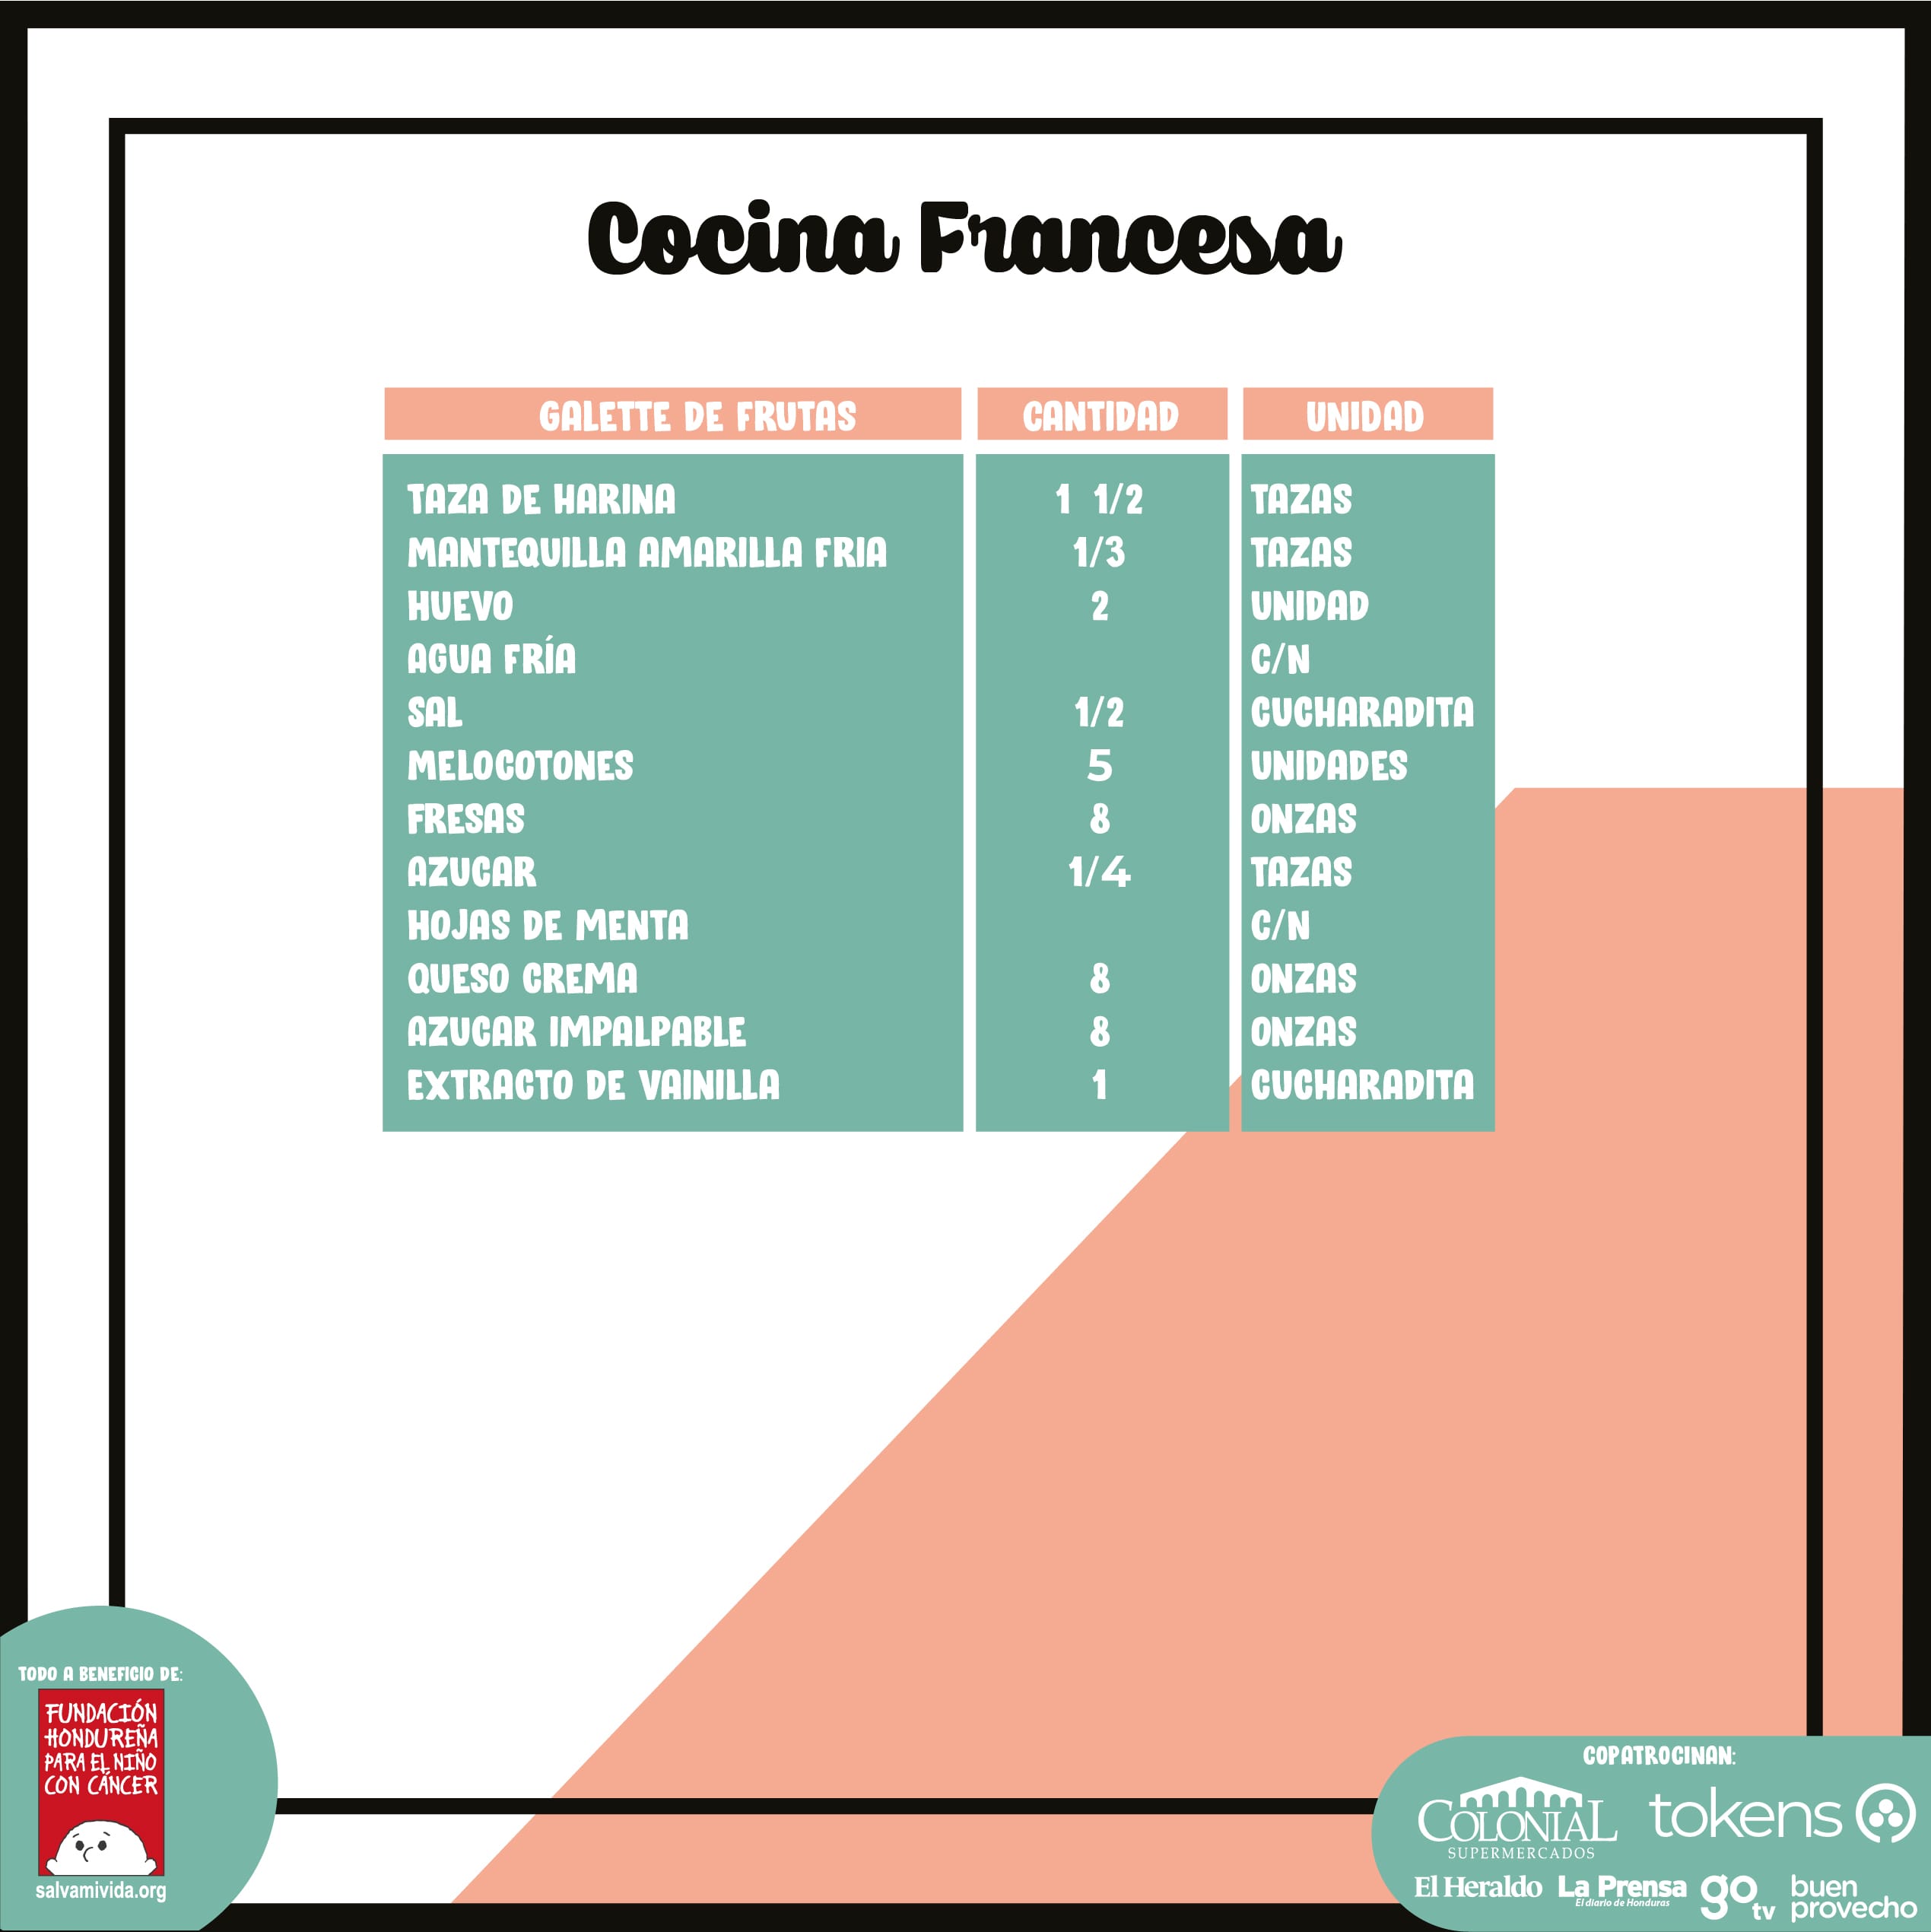 Cocina Francesa
GALETTE DE FRUTAS CANTIDAD UNIDAD
TAZA DE HARINA 1 1/2 TAZAS
MANTEQUILLA AMARILLA FRIA 1/3 TAZAS
HUEVO 2 UNIDAD
AGUA FRÍA C/N
SAL 1/2 CUCHARADITA
MELOCOTONES 5 UNIDADES
FRESAS 8 ONZAS
AZUCAR 1/4 TAZAS
HOJAS DE MENTA C/N
QUESO CREMA 8 ONZAS
AZUCAR IMPALPABLE 8 ONZAS
EXTRACTO DE VAINILLA 1 CUCHARADITA
TODO A BENEFICIO DE:
FUNDACIÓN
HONDUREÑA
PARA EL NIÑO
CON CÁNCER
salvamivida.org
COPATROCINAN:
COLONIAL
SUPERMERCADOS
tokens
El Heraldo
La Prensa
El diario de Honduras
go
tv
buen
provecho